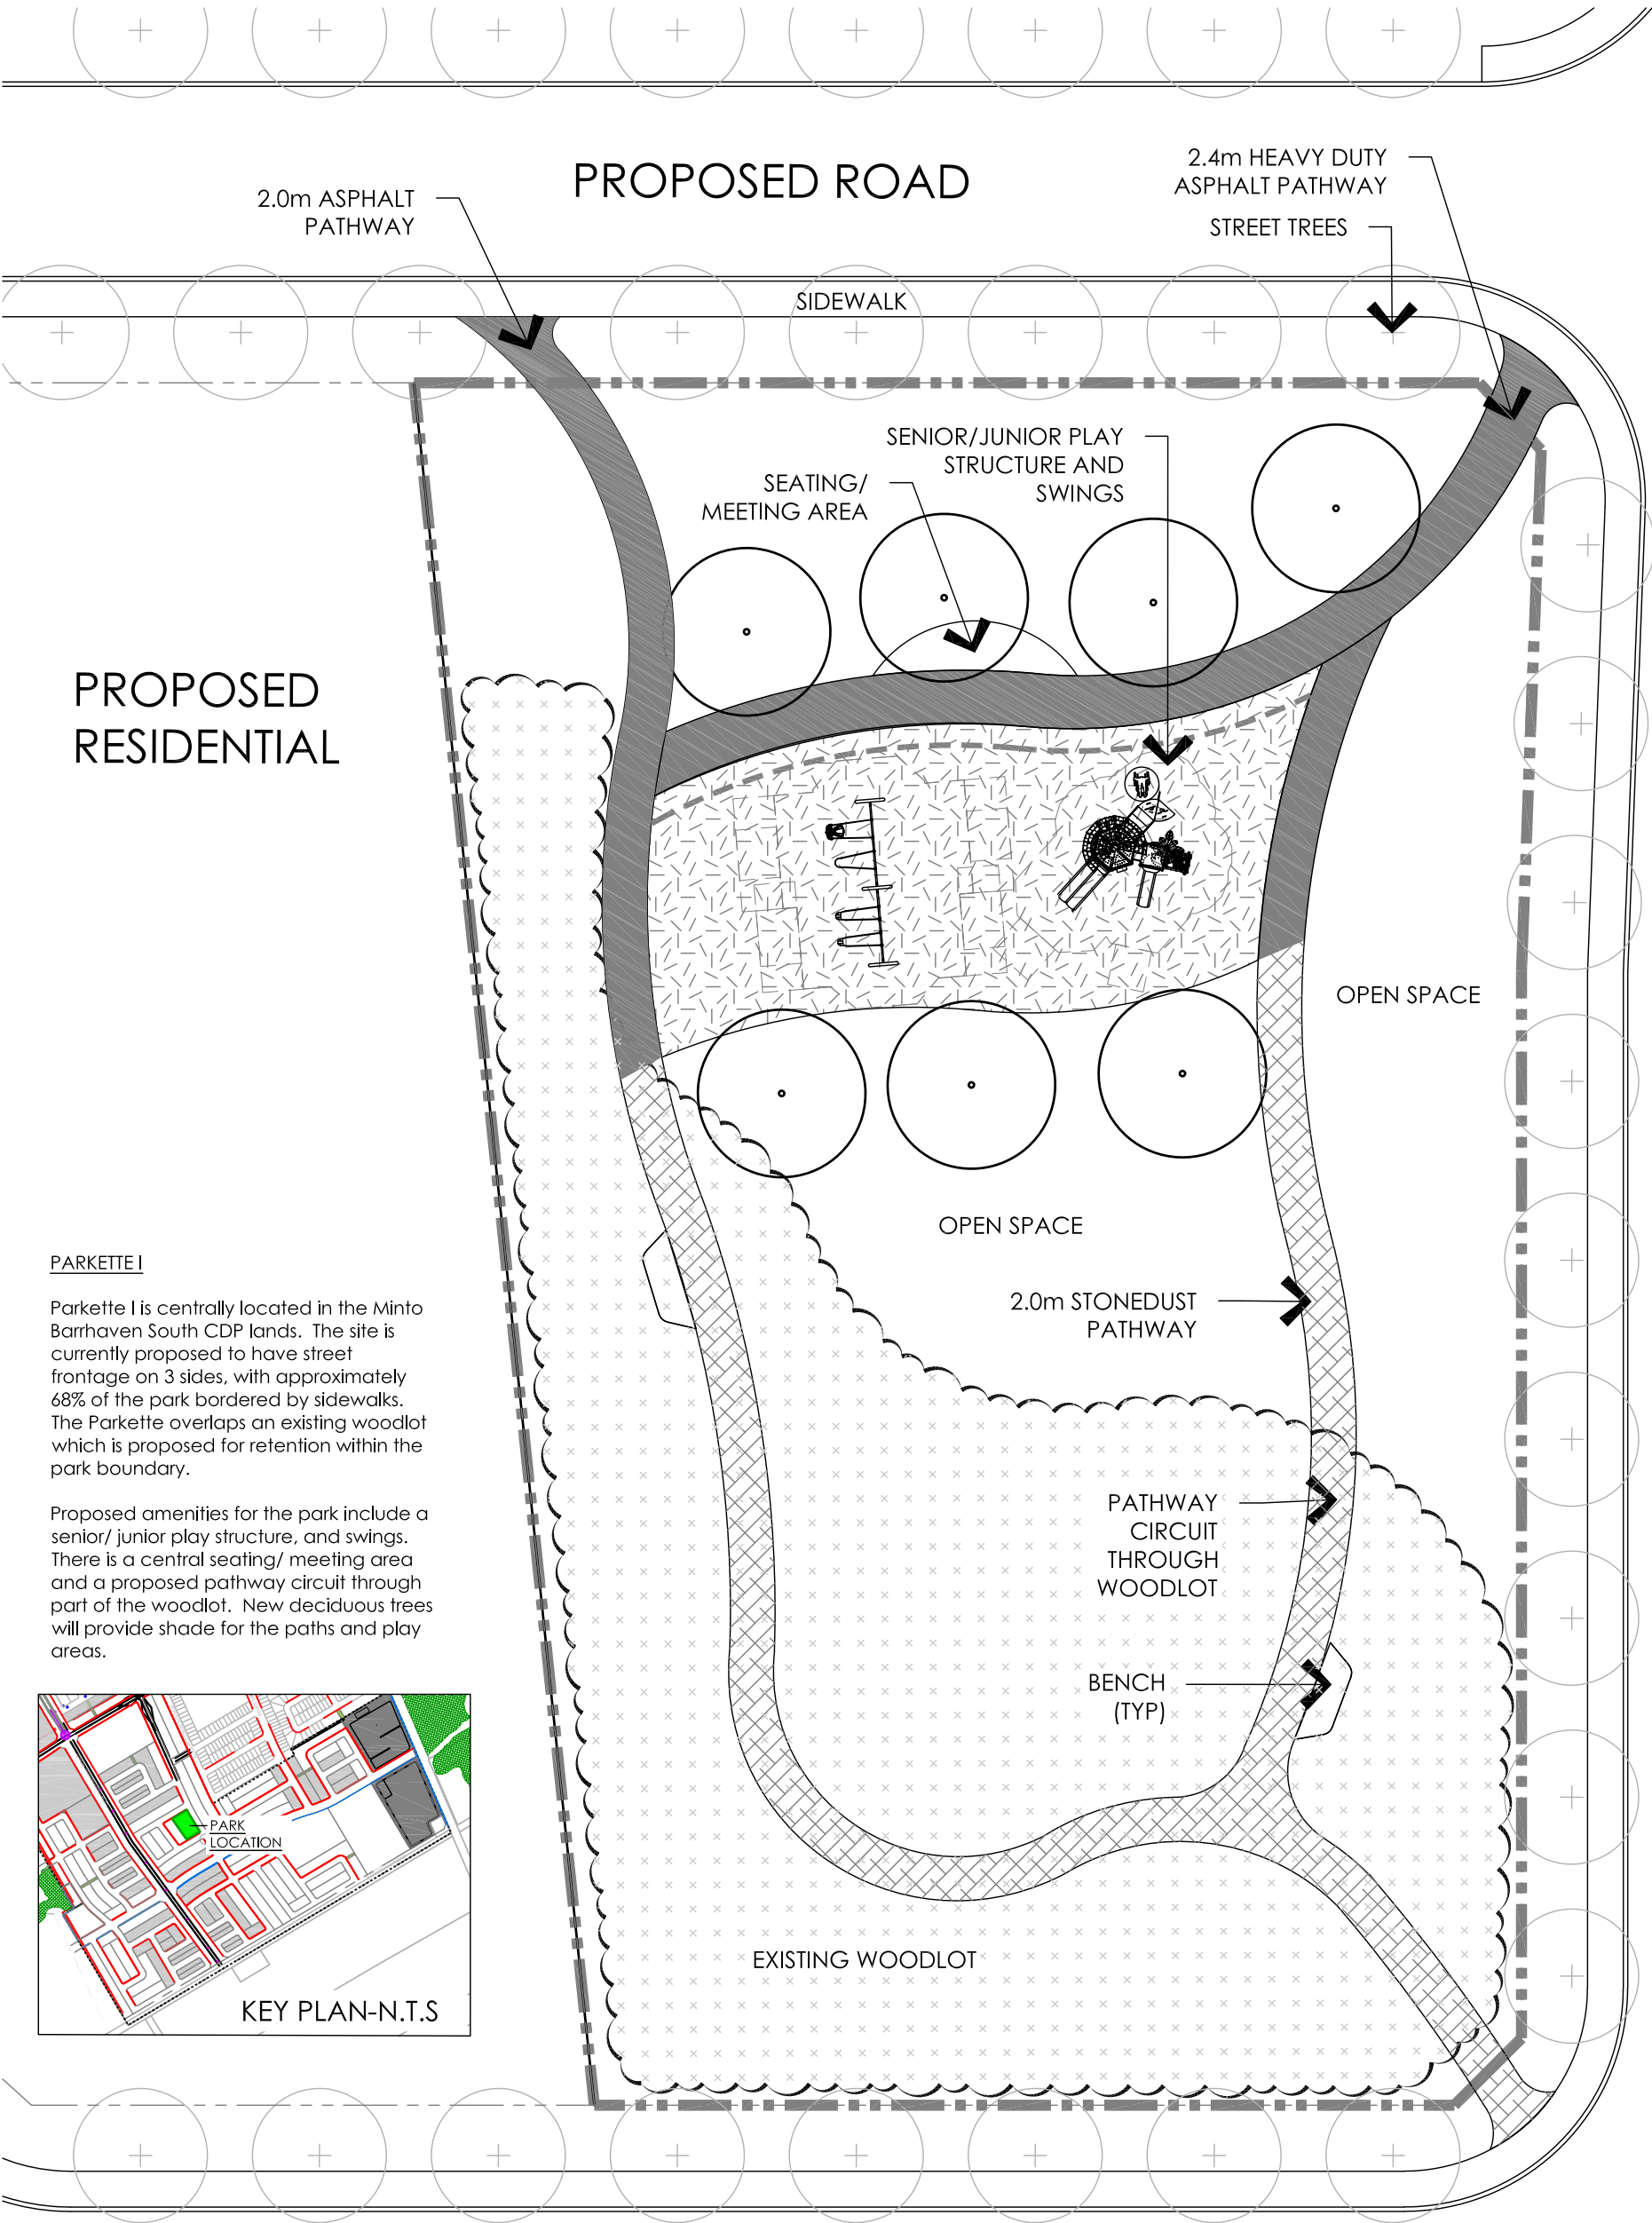 2.4m HEAVY DUTY
ASPHALT PATHWAY
PROPOSED ROAD
2.0m ASPHALT
PATHWAY
STREET TREES
SIDEWALK
SENIOR/JUNIOR PLAY
STRUCTURE AND
SWINGS
SEATING/
MEETING AREA
PROPOSED
RESIDENTIAL
OPEN SPACE
OPEN SPACE
2.0m STONEDUST
PATHWAY
PARKETTE I
Parkette I is centrally located in the Minto
Barrhaven South CDP lands.  The site is
currently proposed to have street
frontage on 3 sides, with approximately
68% of the park bordered by sidewalks.
The Parkette overlaps an existing woodlot
which is proposed for retention within the
park boundary.
Proposed amenities for the park include a
senior/ junior play structure, and swings.
There is a central seating/ meeting area
and a proposed pathway circuit through
part of the woodlot.  New deciduous trees
will provide shade for the paths and play
areas.
PATHWAY
CIRCUIT
THROUGH
WOODLOT
BENCH
(TYP)
PARK
LOCATION
KEY PLAN-N.T.S
EXISTING WOODLOT